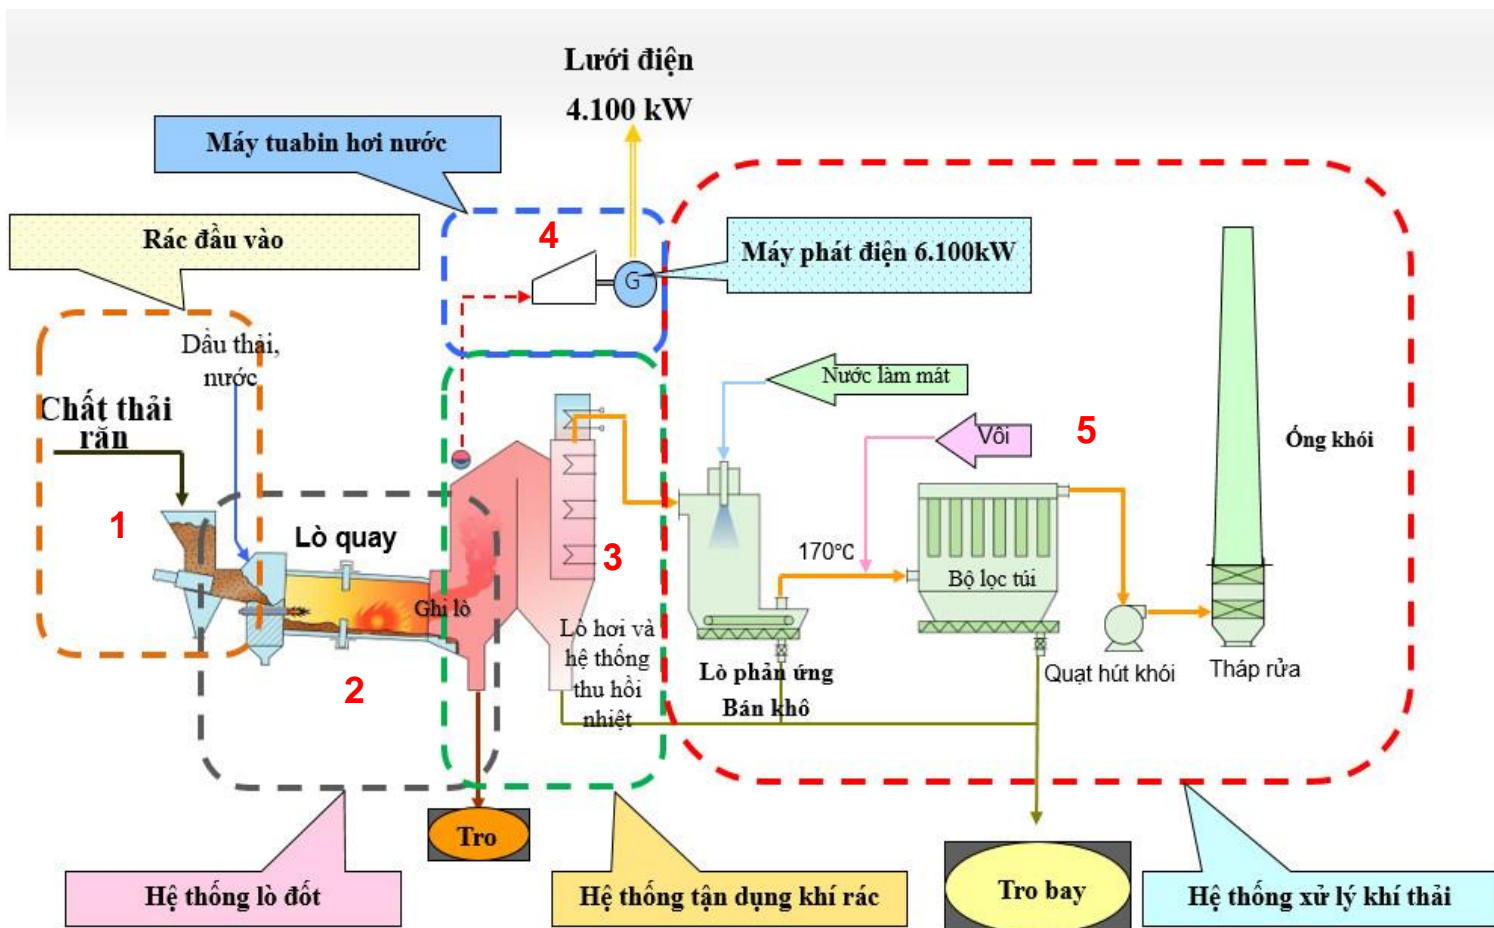 Lưới điện
4.100 kW
Máy tuabin hơi nước
Rác đầu vào
4
Máy phát điện 6.100kW
G
Dầu thải,
nước
Chất thải
rắn
Nước làm mát
Vôi
5
Ống khói
1
Lò quay
3
170°C
Bộ lọc túi
Ghi lò
Lò hơi và
hệ thống
thu hồi
nhiệt
2
Lò phản ứng
Bán khô
Quạt hút khói
Tháp rửa
Tro
Hệ thống lò đốt
Hệ thống tận dụng khí rác
Tro bay
Hệ thống xử lý khí thải